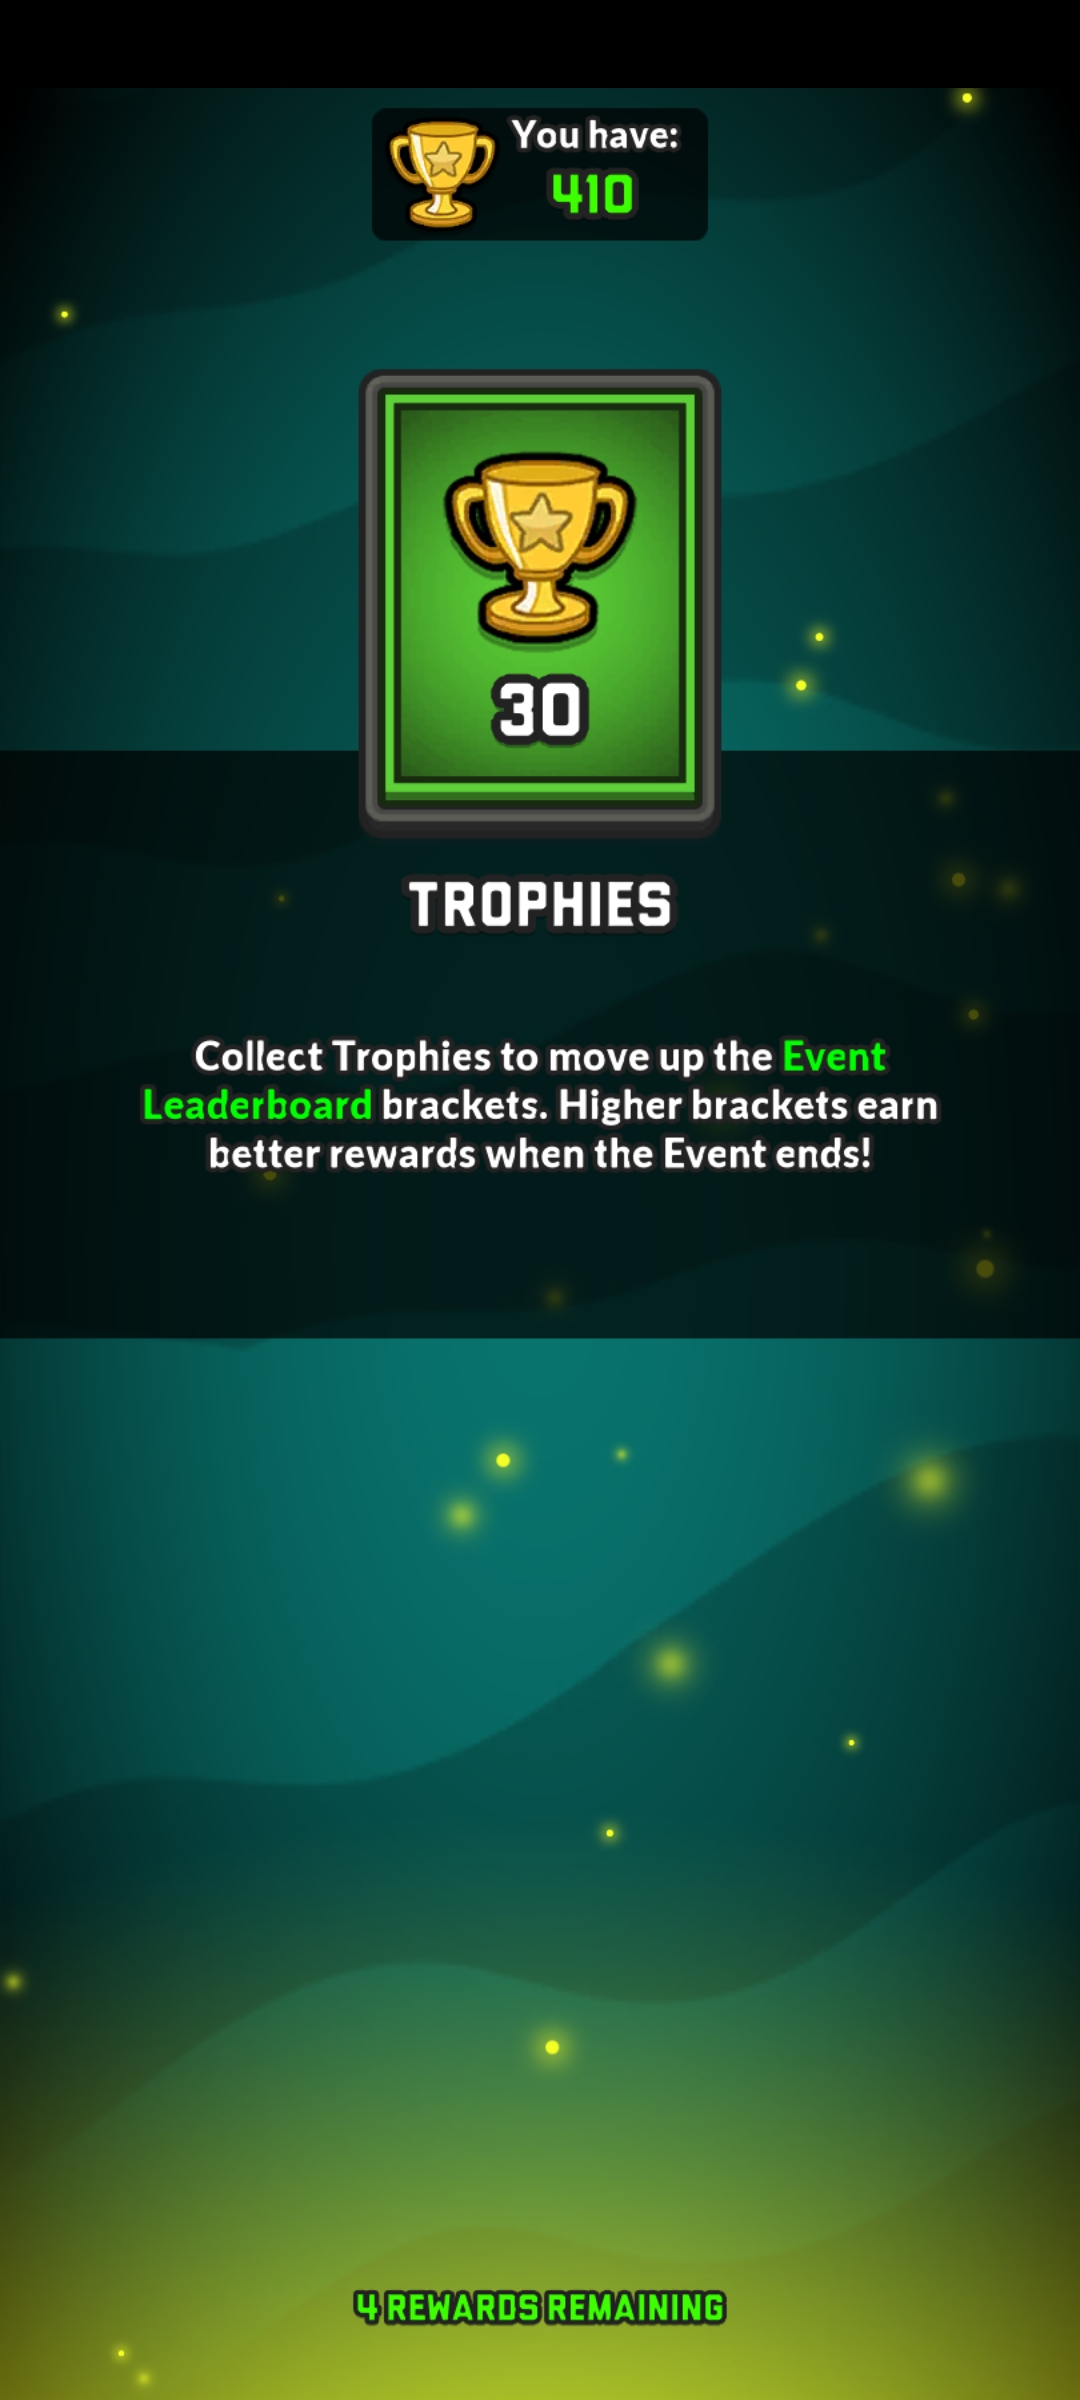 You have:
410
30
TROPHIES
Collect Trophies to move up the Event
Leaderboard brackets. Higher brackets earn
better rewards when the Event ends!
4 REWARDS REMAINING